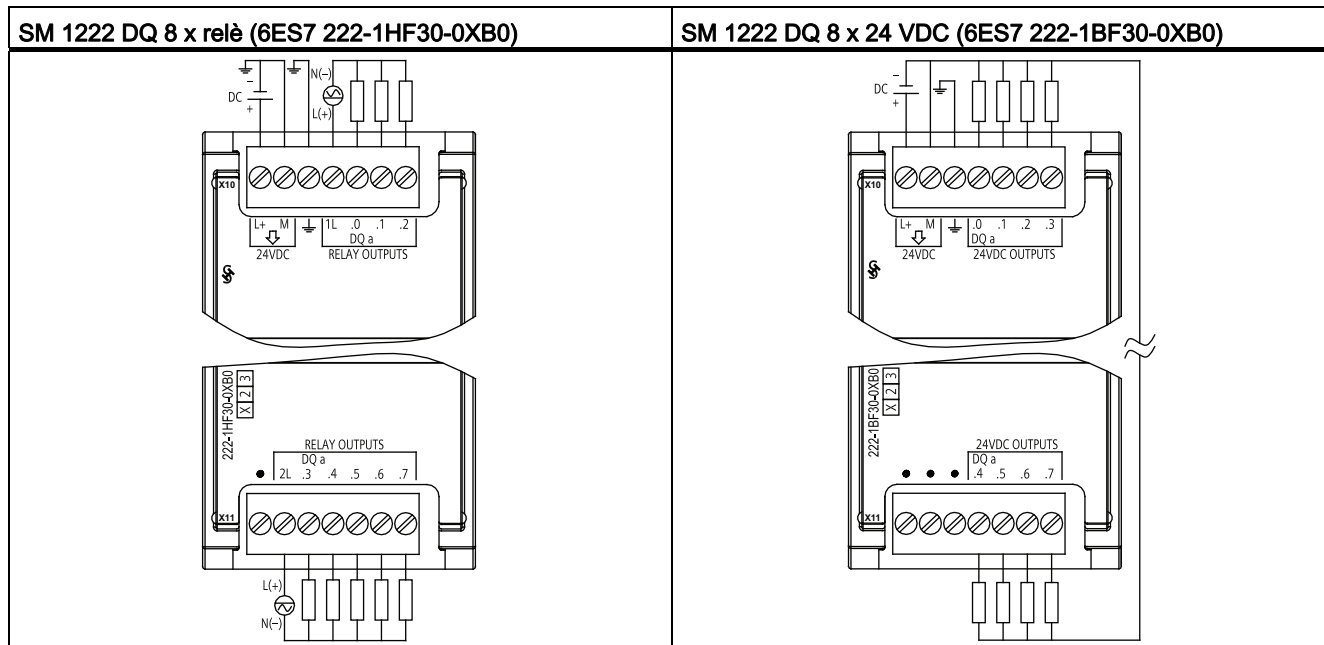 SM 1222 DQ 8 x relè (6ES7 222-1HF30-0XB0)
N(–)
–
DC
+
L(+)
X10
L+ M 1L .0 .1 .2
DQ a
24VDC RELAY OUTPUTS
222-1HF30-0XB0
X 2 3
RELAY OUTPUTS
DQ a
2L .3 .4 .5 .6 .7
X11
L(+)
N(–)
SM 1222 DQ 8 x 24 VDC (6ES7 222-1BF30-0XB0)
–
DC
+
X10
L+ M .0 .1 .2 .3
DQ a
24VDC 24VDC OUTPUTS
222-1BF30-0XB0
X 2 3
24VDC OUTPUTS
DQ a
.4 .5 .6 .7
X11